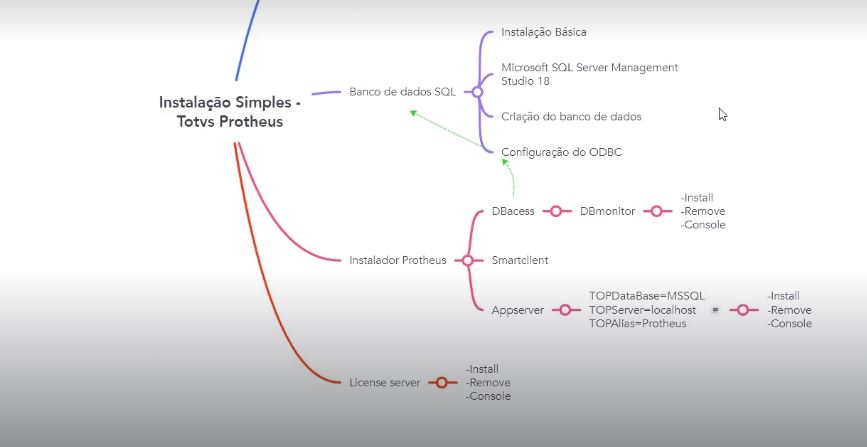 Instalação Simples -
Totvs Protheus
Banco de dados SQL
Instalação Básica
Microsoft SQL Server Management
Studio 18
Criação do banco de dados
Configuração do ODBC
Instalador Protheus
DBacess
DBmonitor
-Install
-Remove
-Console
Smartclient
Appserver
TOPDataBase=MSSQL
TOPServer=localhost
TOPAlias=Protheus
-Install
-Remove
-Console
License server
-Install
-Remove
-Console